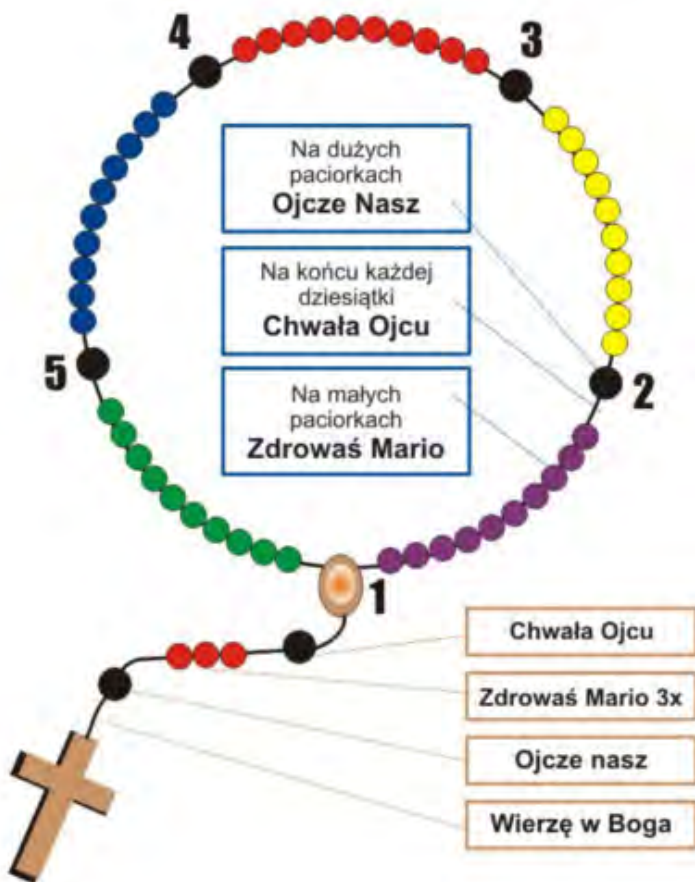 4
3
Na dużych
paciorkach
Ojcze Nasz
Na końcu każdej
dziesiątki
Chwała Ojcu
5
2
Na małych
paciorkach
Zdrowaś Mario
1
Chwała Ojcu
Zdrowaś Mario 3x
Ojcze nasz
Wierzę w Boga